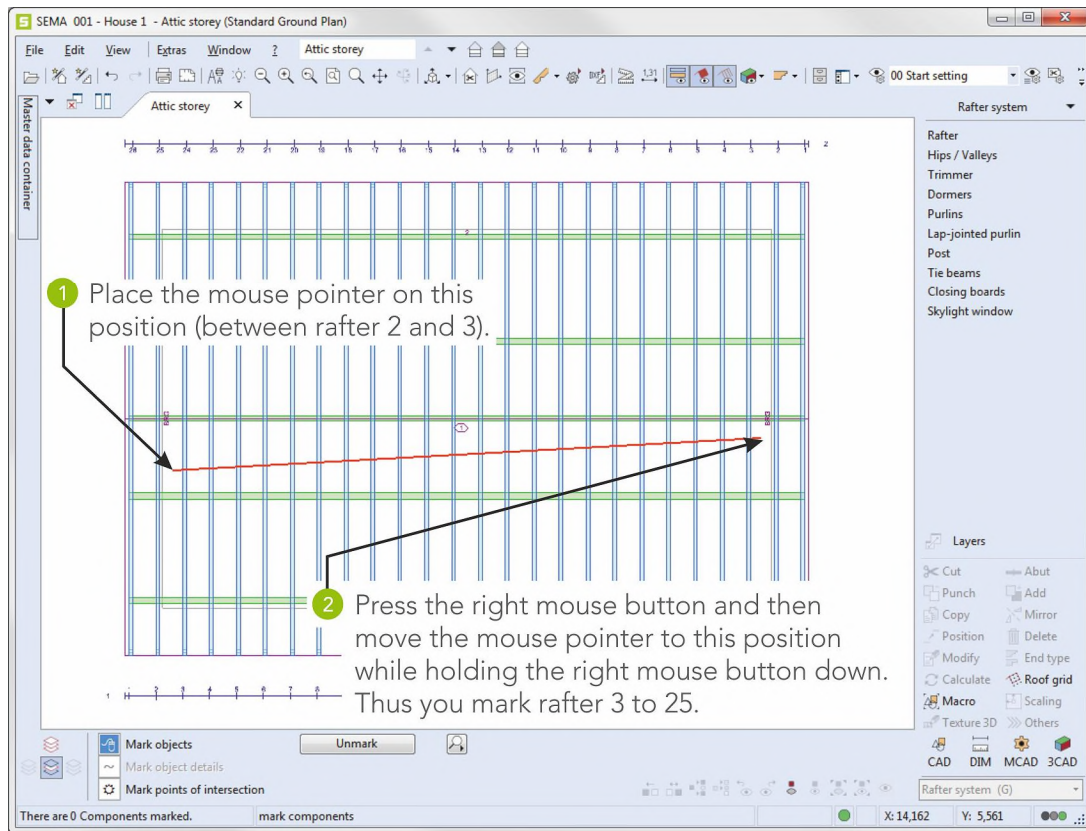 SEMA 001 - House 1 - Attic storey (Standard Ground Plan)
File Edit View Extras Window ? Attic storey
00 Start setting
Master data container
Attic storey X
Rafter system
Rafter
Hips / Valleys
Trimmer
Dormers
Purlins
Lap-jointed purlin
Post
Tie beams
Closing boards
Skylight window
1 Place the mouse pointer on this
position (between rafter 2 and 3).
2 Press the right mouse button and then
move the mouse pointer to this position
while holding the right mouse button down.
Thus you mark rafter 3 to 25.
Layers
Cut Abut
Punch Add
Copy Mirror
Position Delete
Modify End type
Calculate Roof grid
Macro Scaling
Texture 3D Others
CAD DIM MCAD 3CAD
Mark objects Unmark
Mark object details
Mark points of intersection
Rafter system (G)
There are 0 Components marked. mark components X: 14,162 Y: 5,561